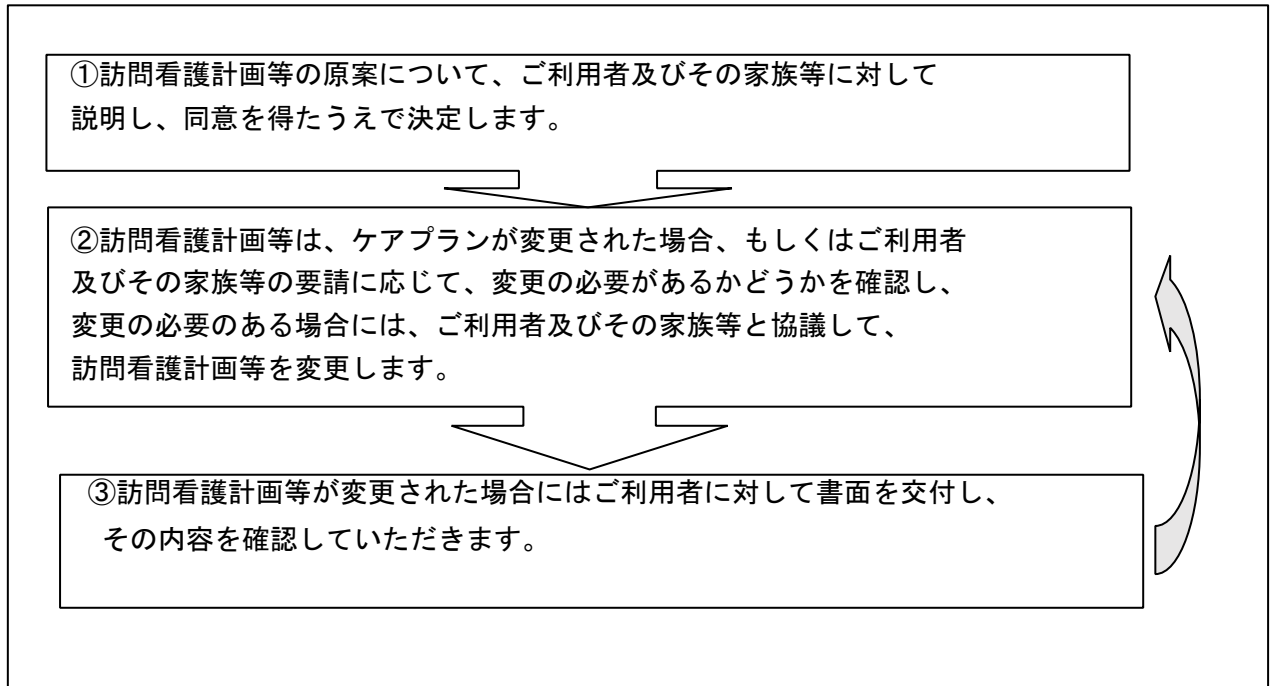 ①訪問看護計画等の原案について、ご利用者及びその家族等に対して
説明し、同意を得たうえで決定します。
②訪問看護計画等は、ケアプランが変更された場合、もしくはご利用者
及びその家族等の要請に応じて、変更の必要があるかどうかを確認し、
変更の必要のある場合には、ご利用者及びその家族等と協議して、
訪問看護計画等を変更します。
③訪問看護計画等が変更された場合にはご利用者に対して書面を交付し、
その内容を確認していただきます。